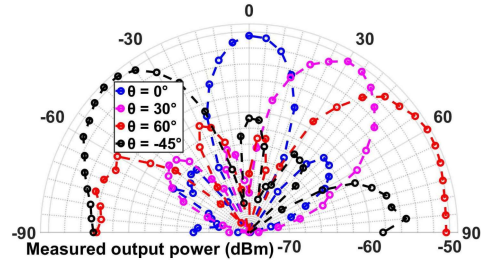 0
-30 30
-60 60
θ = 0°
θ = 30°
θ = 60°
θ = -45°
-90 90
Measured output power (dBm) -70 -60 -50